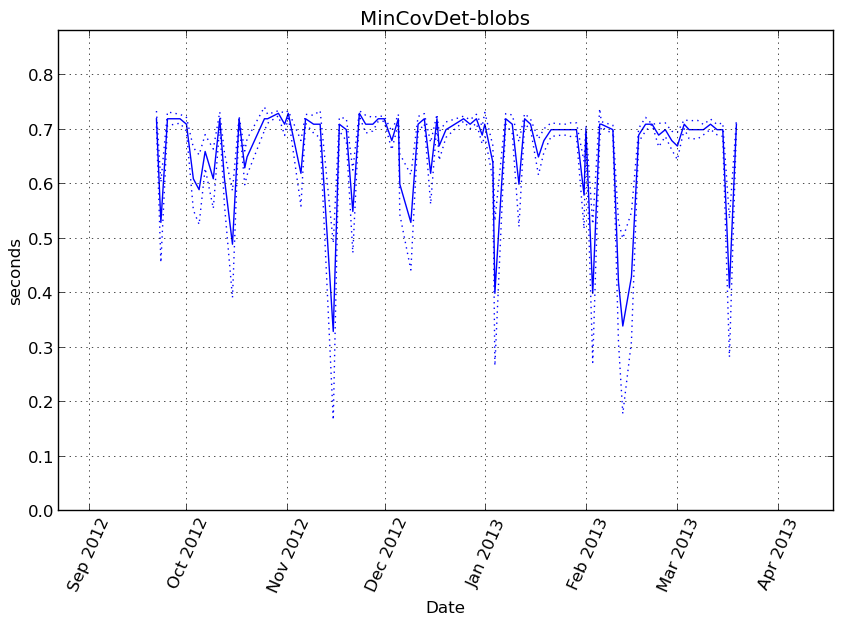 MinCovDet-blobs
0.8
0.7
0.6
0.5
0.4
0.3
0.2
0.1
0.0
seconds
Sep 2012
Oct 2012
Nov 2012
Dec 2012
Jan 2013
Feb 2013
Mar 2013
Apr 2013
Date